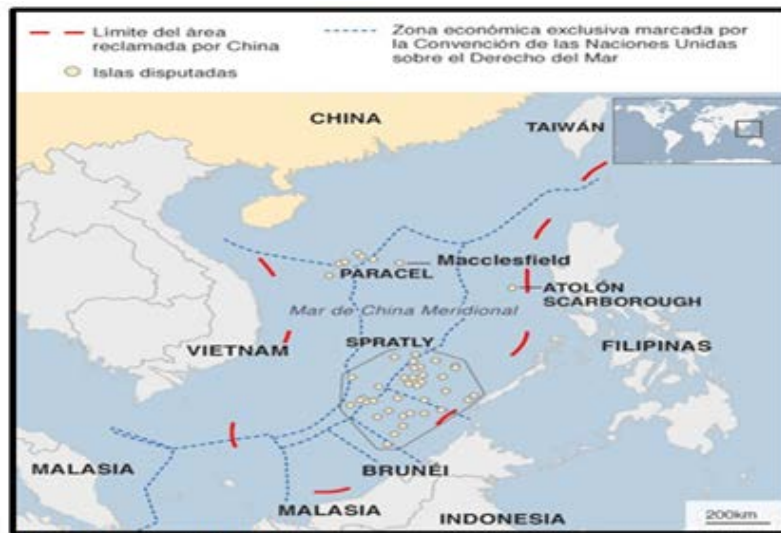 Límite del área
reclamada por China
Islas disputadas
Zona económica exclusiva marcada por
la Convención de las Naciones Unidas
sobre el Derecho del Mar
CHINA
TAIWÁN
Macclesfield
PARACEL
ATOLÓN
SCARBOROUGH
Mar de China Meridional
SPRATLY
VIETNAM
FILIPINAS
MALASIA
BRUNÉI
MALASIA
INDONESIA
200km